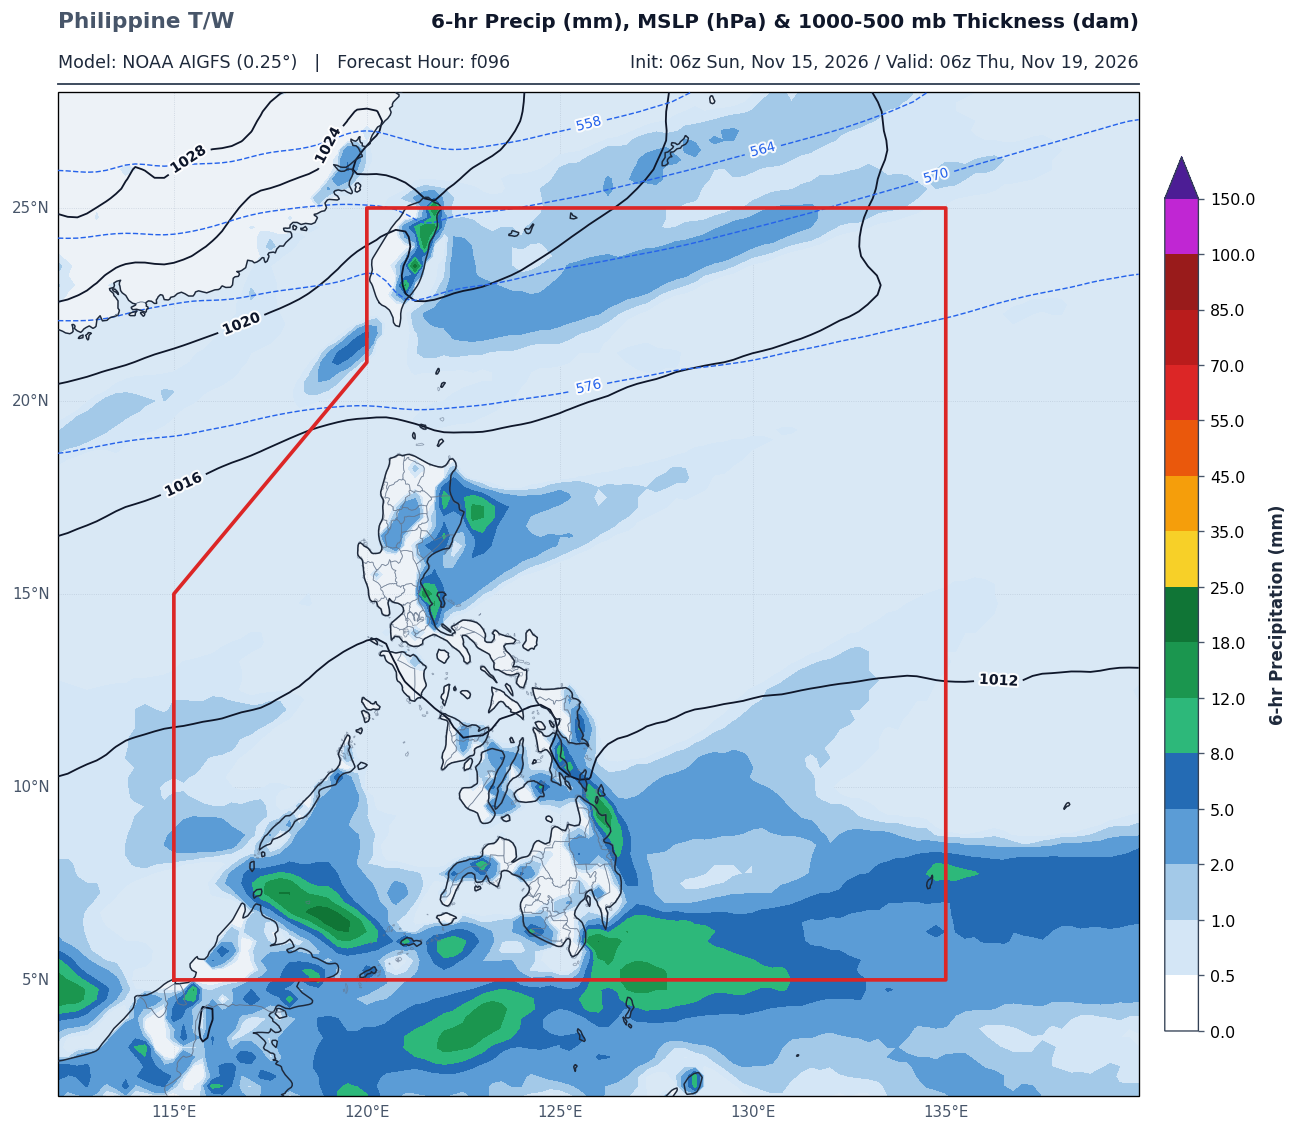 Philippine T/W
6-hr Precip (mm), MSLP (hPa) & 1000-500 mb Thickness (dam)
Model: NOAA AIGFS (0.25°) | Forecast Hour: f096
Init: 06z Sun, Nov 15, 2026 / Valid: 06z Thu, Nov 19, 2026
1028
1024
558
564
570
1020
576
1016
1012
25°N
20°N
15°N
10°N
5°N
115°E
120°E
125°E
130°E
135°E
150.0
100.0
85.0
70.0
55.0
45.0
35.0
25.0
18.0
12.0
8.0
5.0
2.0
1.0
0.5
0.0
6-hr Precipitation (mm)